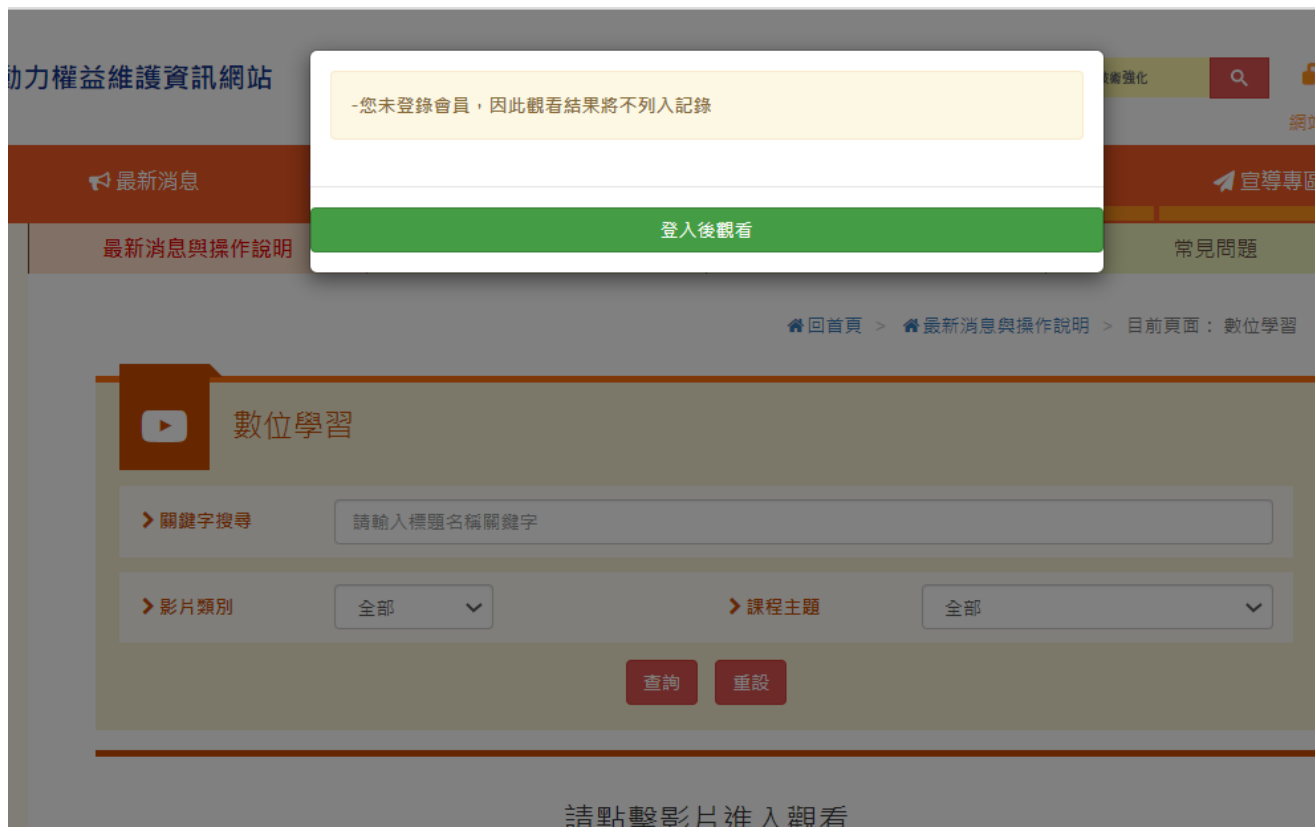 力權益維護資訊網站
-您未登錄會員，因此觀看結果將不列入記錄
強化
網站
最新消息
宣導專區
登入後觀看
最新消息與操作說明
常見問題
回首頁 > 最新消息與操作說明 > 目前頁面： 數位學習
數位學習
關鍵字搜尋 請輸入標題名稱關鍵字
影片類別 全部 課程主題 全部
查詢 重設
請點擊影片進入觀看